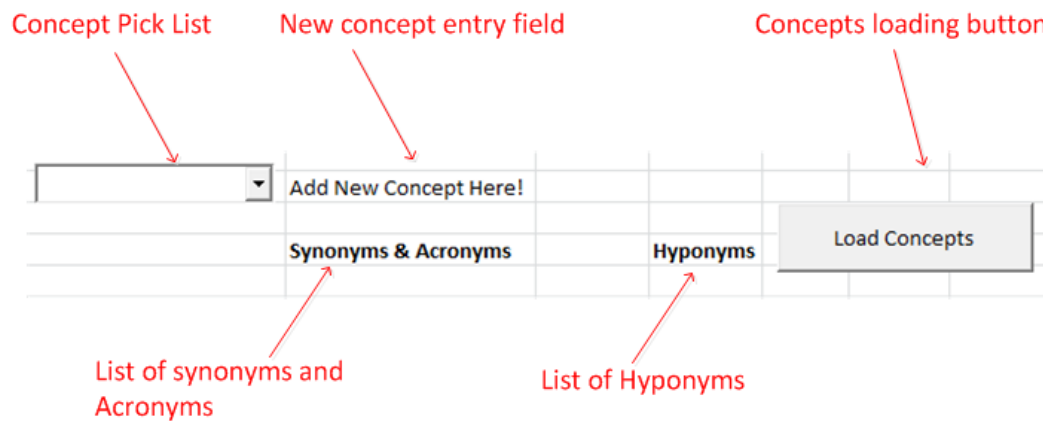 Concept Pick List
New concept entry field
Concepts loading button
Add New Concept Here!
Load Concepts
Synonyms & Acronyms
Hyponyms
List of synonyms and
Acronyms
List of Hyponyms